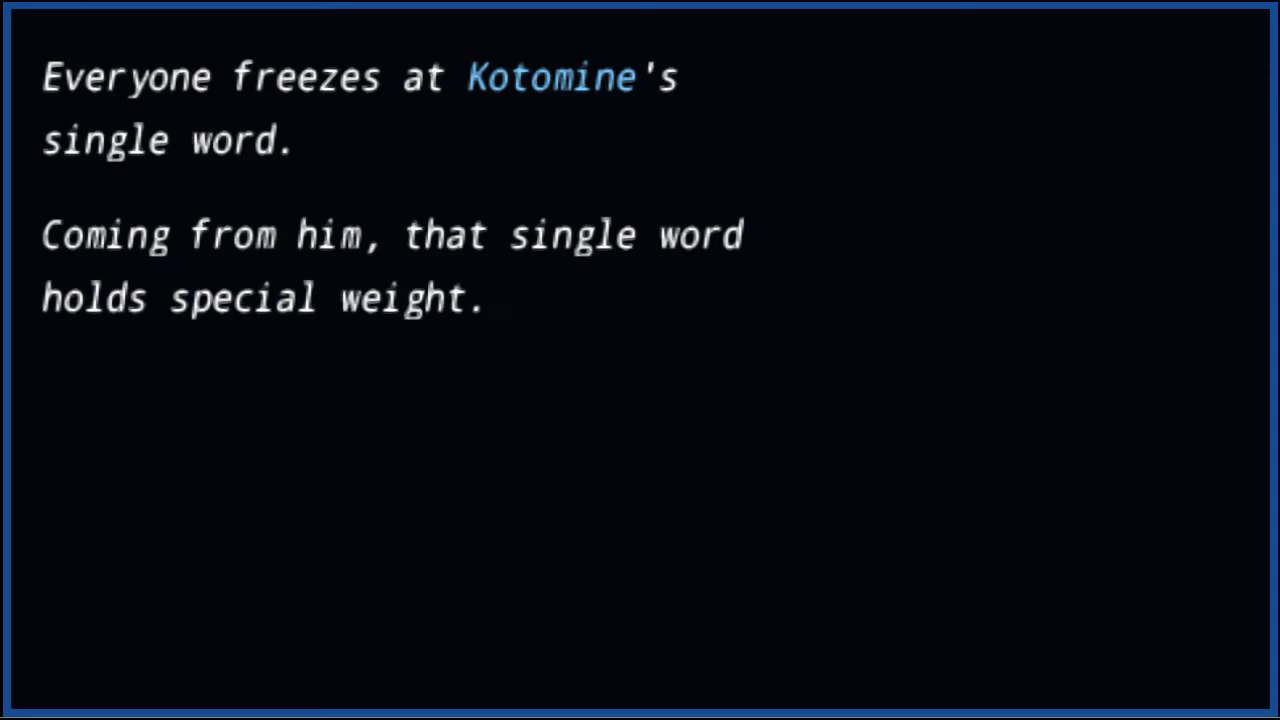 Everyone freezes at Kotomine's
single word.
Coming from him, that single word
holds special weight.